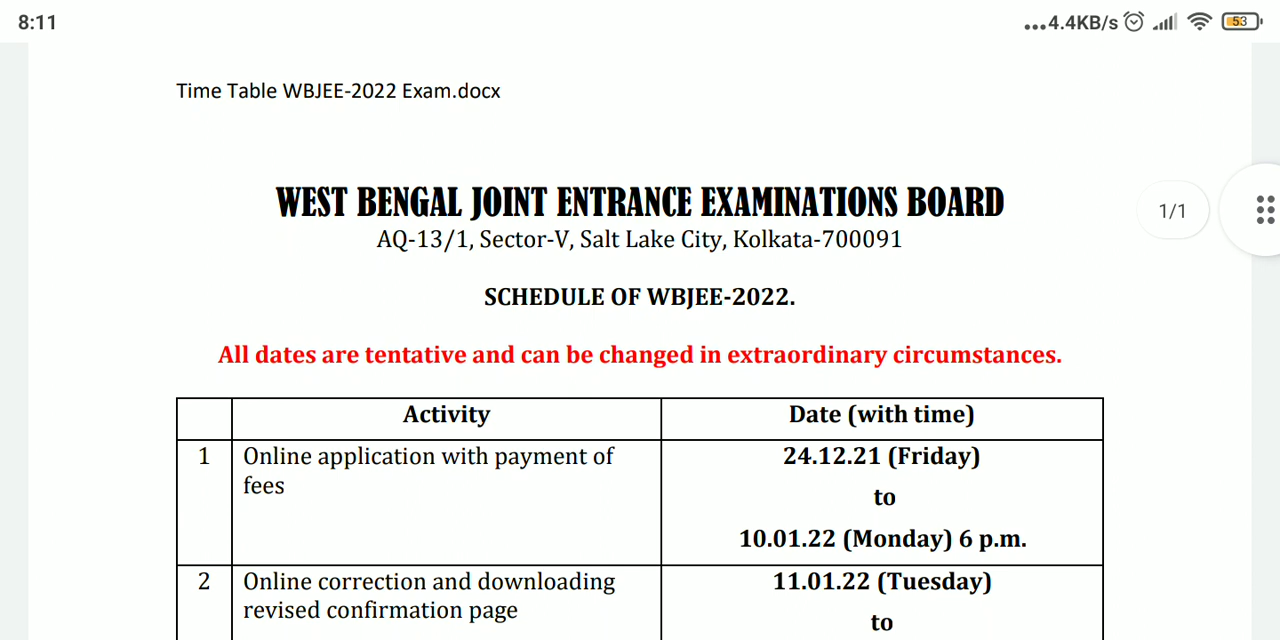 8:11
...4.4KB/s
53
Time Table WBJEE-2022 Exam.docx
WEST BENGAL JOINT ENTRANCE EXAMINATIONS BOARD
1/1
AQ-13/1, Sector-V, Salt Lake City, Kolkata-700091
SCHEDULE OF WBJEE-2022.
All dates are tentative and can be changed in extraordinary circumstances.
Activity
Date (with time)
1
Online application with payment of
fees
24.12.21 (Friday)
to
10.01.22 (Monday) 6 p.m.
2
Online correction and downloading
revised confirmation page
11.01.22 (Tuesday)
to